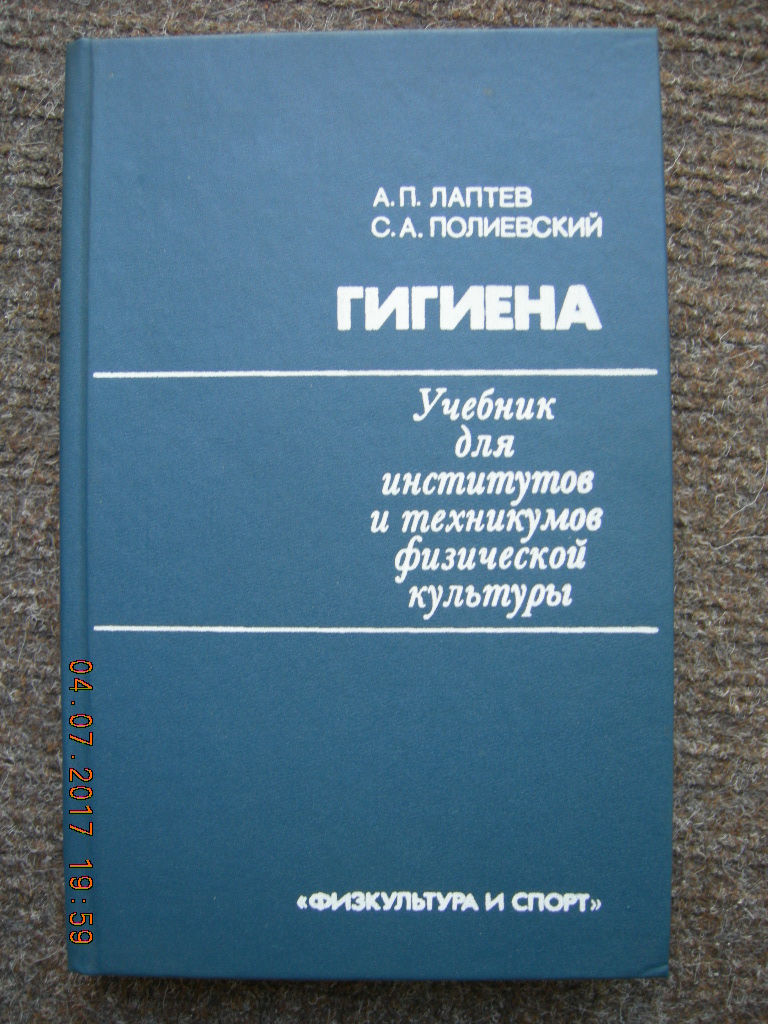 А.П. ЛАПТЕВ
С.А. ПОЛИЕВСКИЙ
ГИГИЕНА
Учебник
для
институтов
и техникумов
физической
культуры
«ФИЗКУЛЬТУРА И СПОРТ»
04.07.2017 19:59